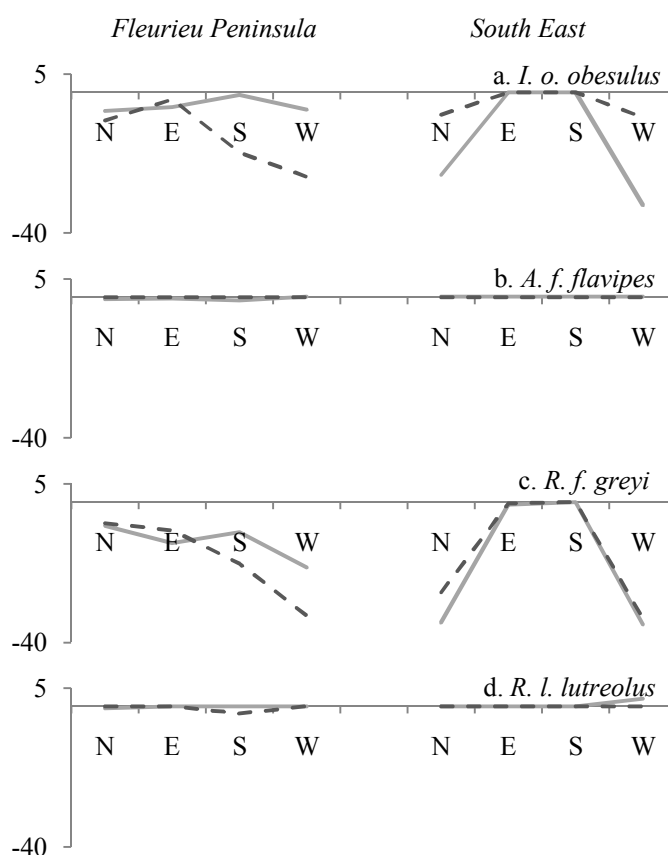 Fleurieu Peninsula South East
5
a. I. o. obesulus
N E S W N E S W
-40
5
b. A. f. flavipes
N E S W N E S W
-40
5
c. R. f. greyi
N E S W N E S W
-40
5
d. R. l. lutreolus
N E S W N E S W
-40